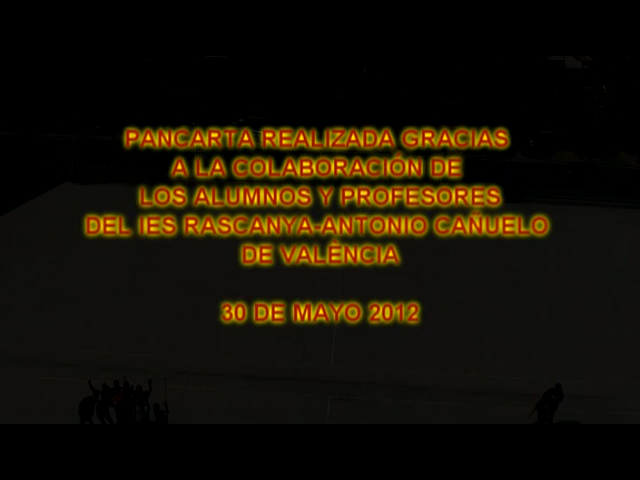 PANCARTA REALIZADA GRACIAS
A LA COLABORACIÓN DE
LOS ALUMNOS Y PROFESORES
DEL IES RASCANYA-ANTONIO CAÑUELO
DE VALÈNCIA
30 DE MAYO 2012